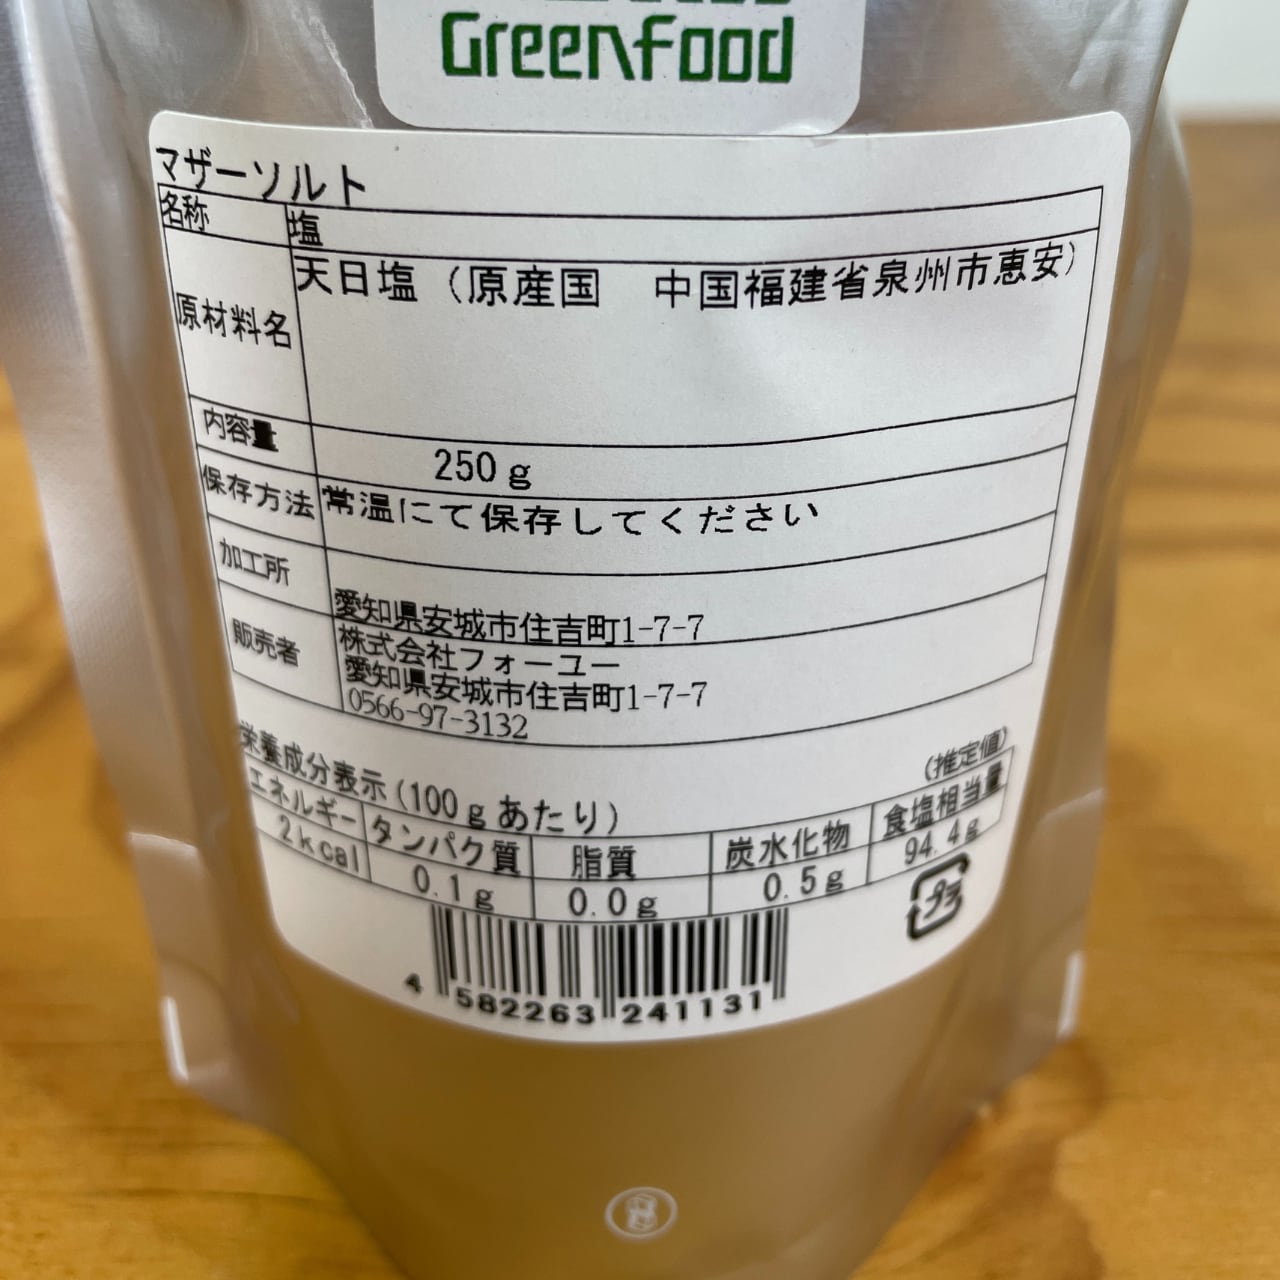 GreenFood
マザーソルト
名称 塩
原材料名 天日塩（原産国　中国福建省泉州市恵安）
内容量 250g
保存方法 常温にて保存してください
加工所 愛知県安城市住吉町1-7-7
販売者 株式会社フォーユー
愛知県安城市住吉町1-7-7
0566-97-3132
栄養成分表示(100gあたり)
(推定値)
エネルギー タンパク質 脂質 炭水化物 食塩相当量
2kcal 0.1g 0.0g 0.5g 94.4g
プラ
4 582263 241131